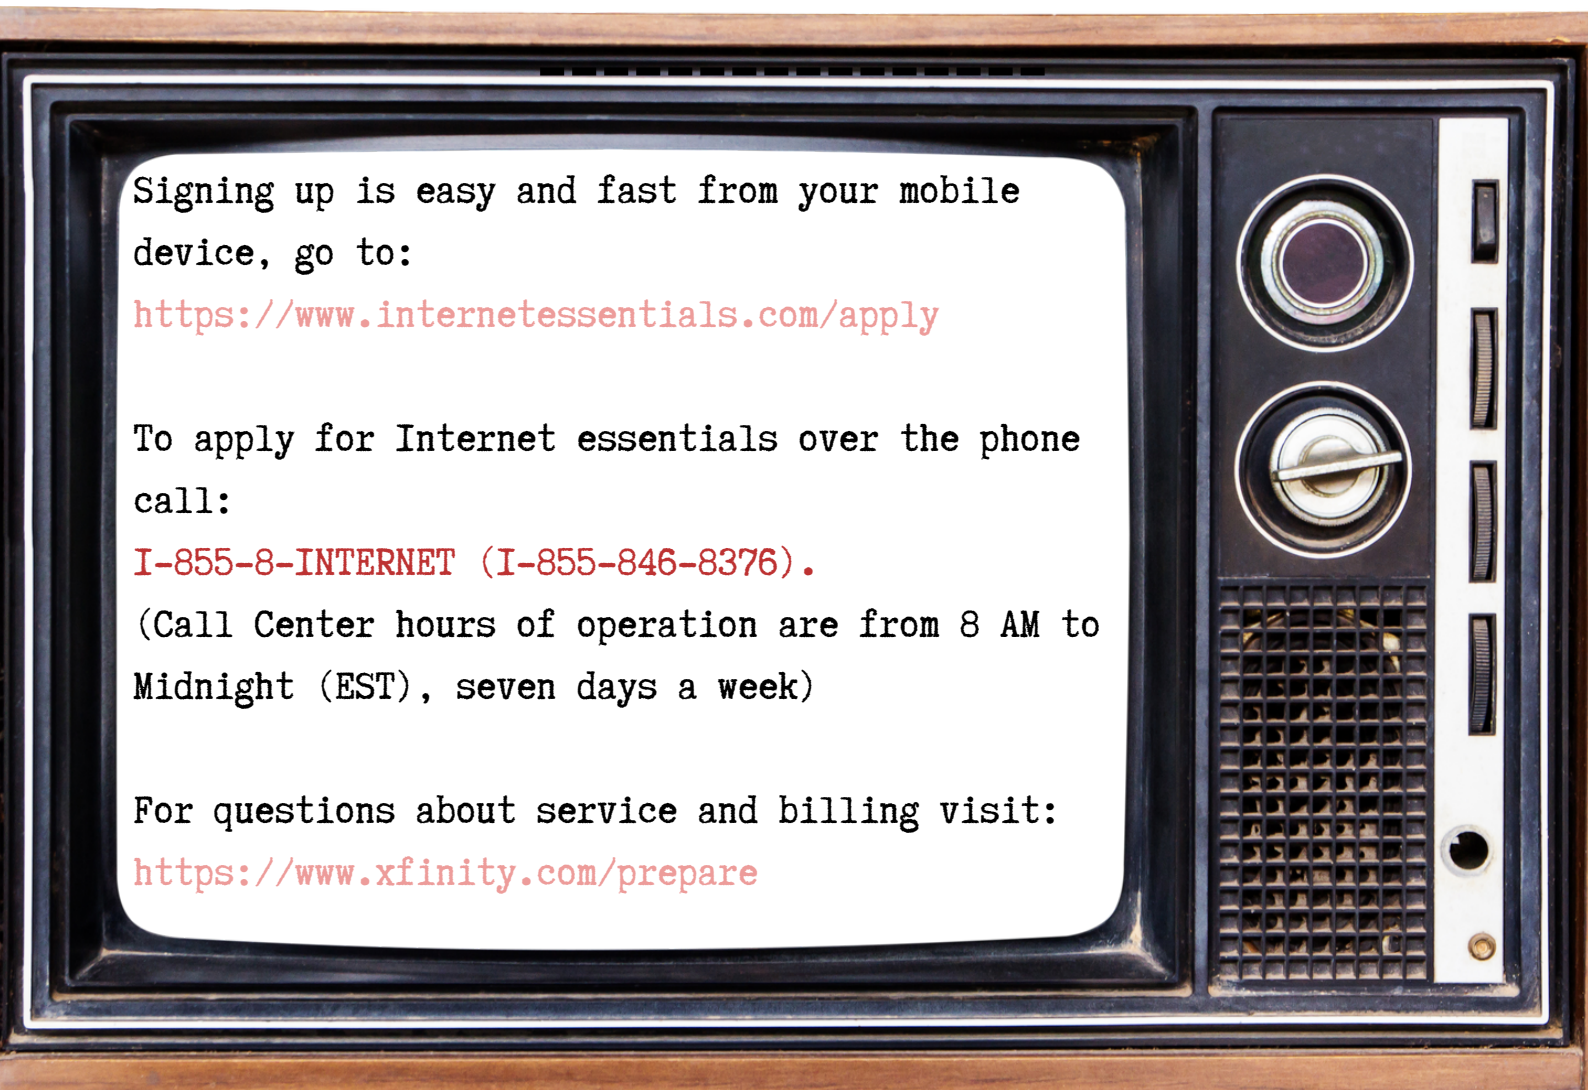 Signing up is easy and fast from your mobile
device, go to:
https://www.internetessentials.com/apply
To apply for Internet essentials over the phone
call:
I-855-8-INTERNET (I-855-846-8376).
(Call Center hours of operation are from 8 AM to
Midnight (EST), seven days a week)
For questions about service and billing visit:
https://www.xfinity.com/prepare